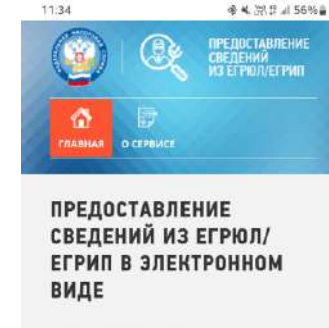 11:34
56%
ПРЕДОСТАВЛЕНИЕ
СВЕДЕНИЙ
ИЗ ЕГРЮЛ/ЕГРИП
ГЛАВНАЯ О СЕРВИСЕ
ПРЕДОСТАВЛЕНИЕ
СВЕДЕНИЙ ИЗ ЕГРЮЛ/
ЕГРИП В ЭЛЕКТРОННОМ
ВИДЕ